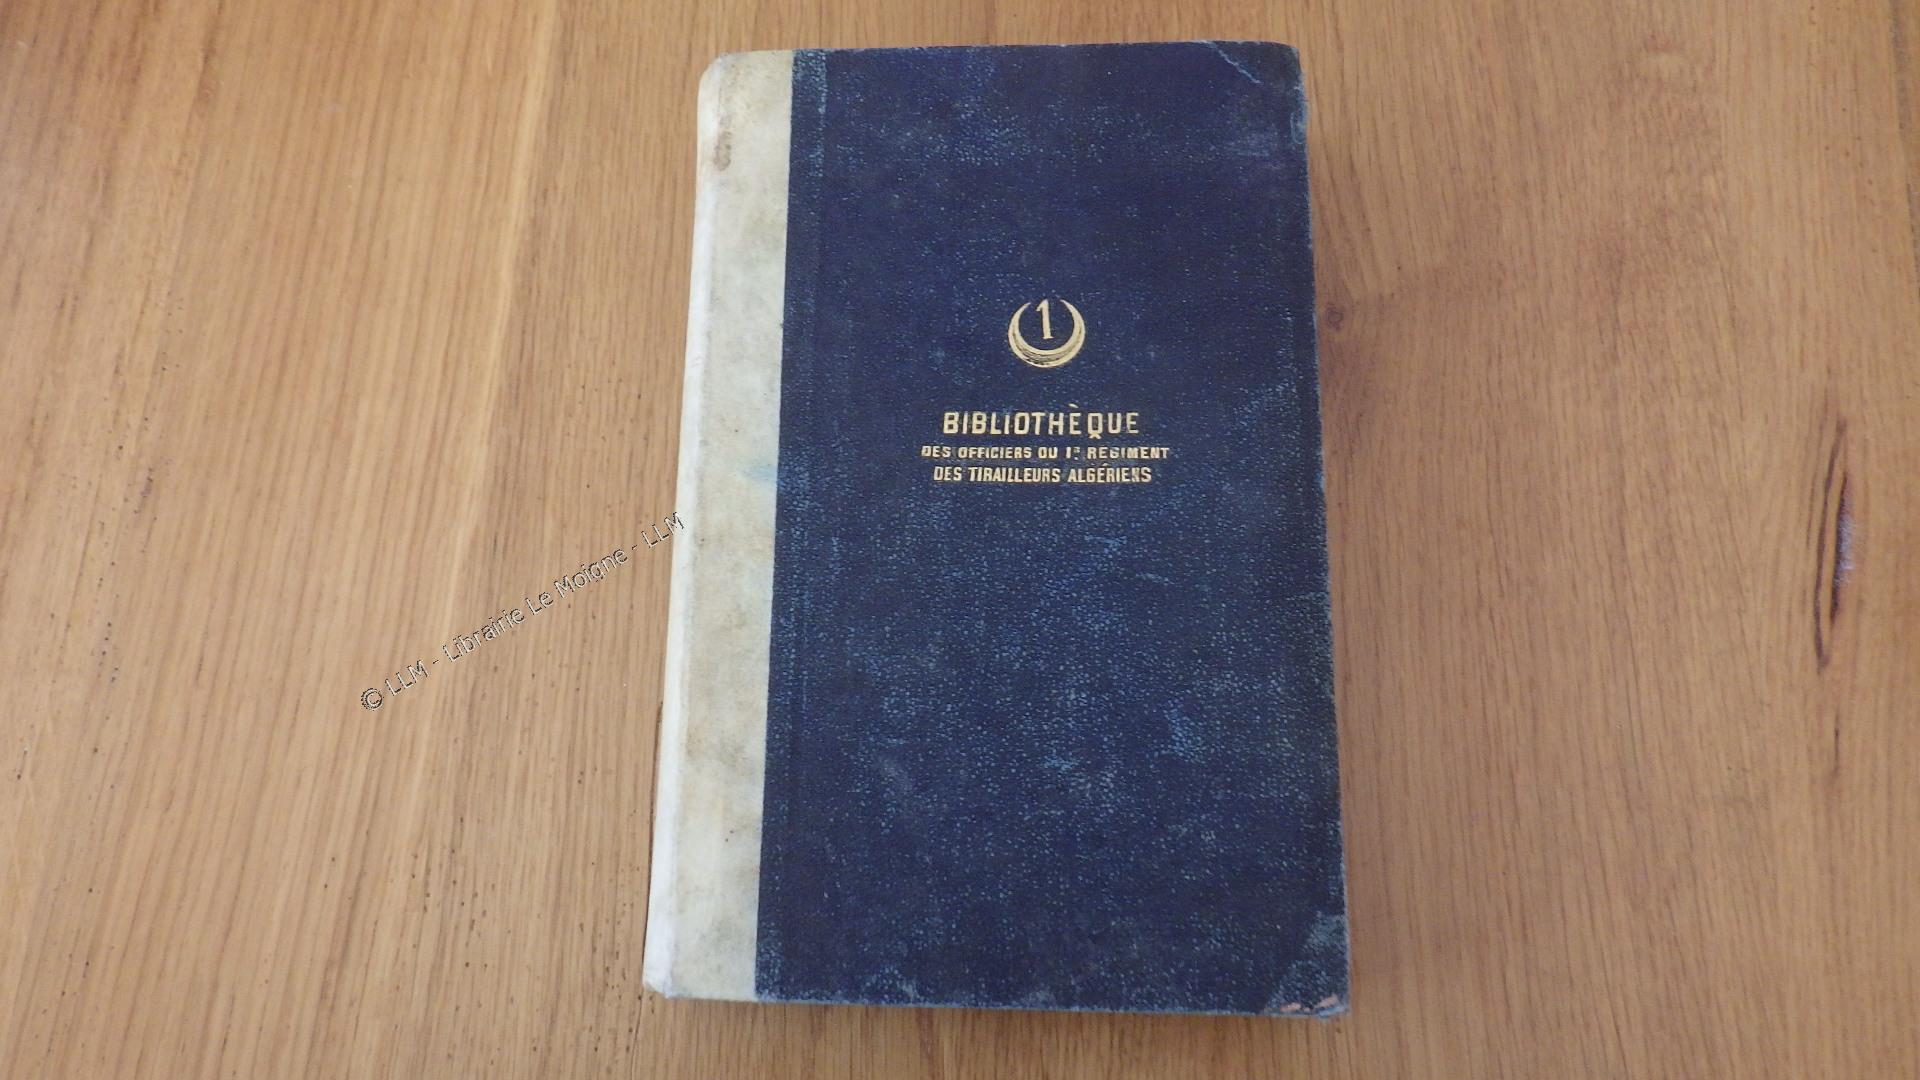 1
BIBLIOTHÈQUE
DES OFFICIERS DU 1ER RÉGIMENT
DES TIRAILLEURS ALGÉRIENS
© LLM - Librairie Le Moigne - LLM